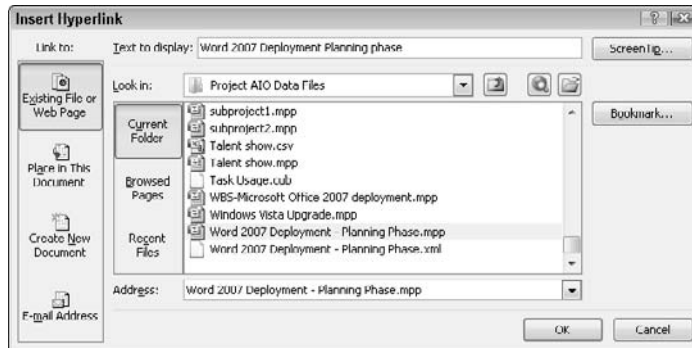 Insert Hyperlink
Link to:
Text to display: Word 2007 Deployment Planning phase
ScreenTip...
Existing File or
Web Page
Look in: Project AIO Data Files
Bookmark...
Current
Folder
subproject1.mpp
subproject2.mpp
Talent show.csv
Talent show.mpp
Task Usage.cub
WBS-Microsoft Office 2007 deployment.mpp
Windows Vista Upgrade.mpp
Word 2007 Deployment - Planning Phase.mpp
Word 2007 Deployment - Planning Phase.xml
Browsed
Pages
Recent
Files
Place in This
Document
Create New
Document
E-mail Address
Address: Word 2007 Deployment - Planning Phase.mpp
OK
Cancel